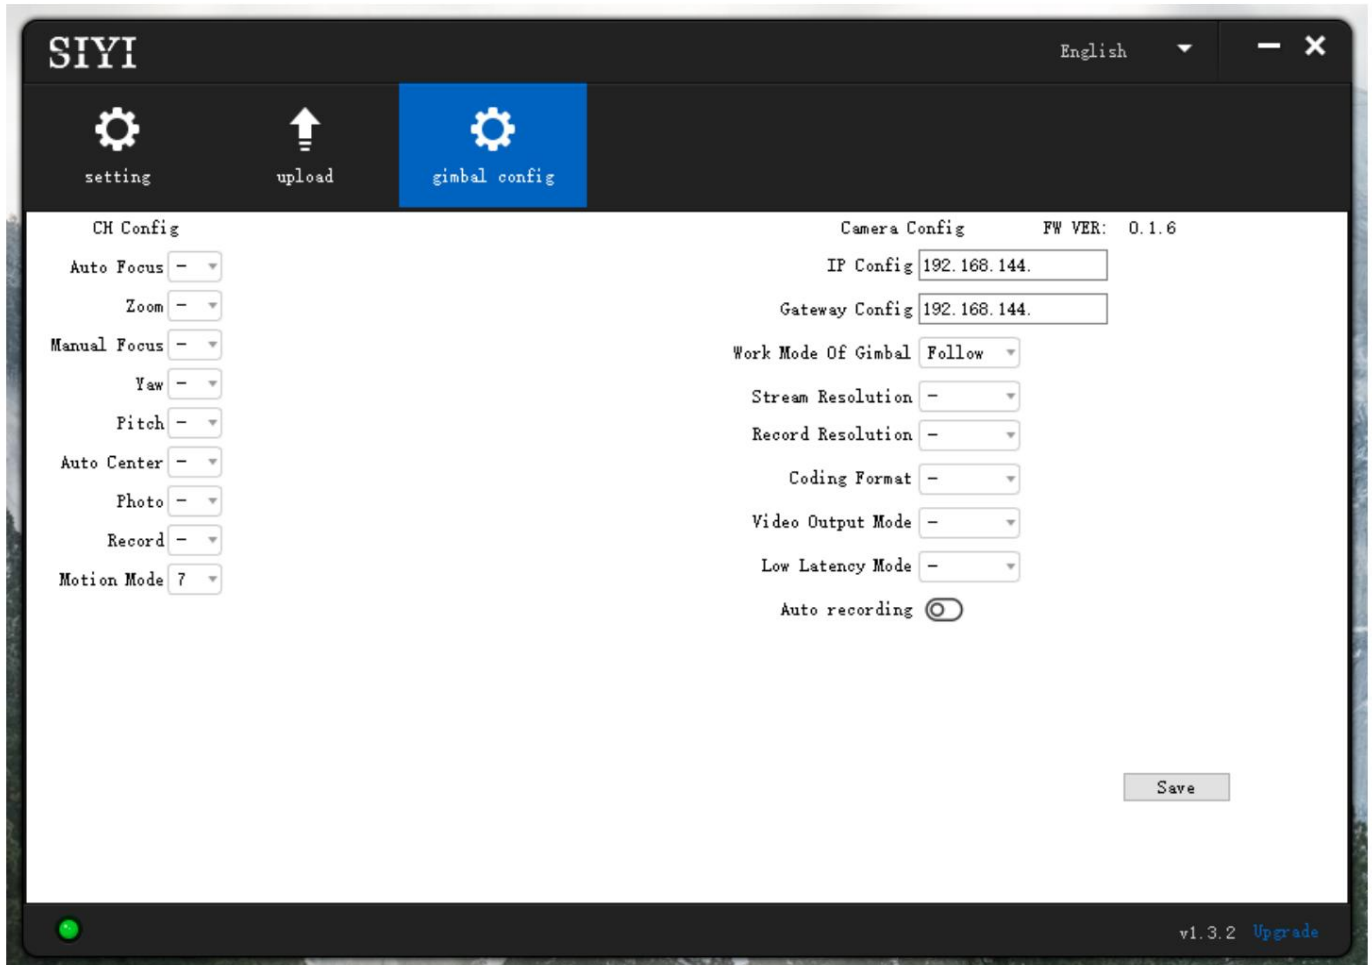 SIYI
English
setting
upload
gimbal config
CH Config
Auto Focus -
Zoom -
Manual Focus -
Yaw -
Pitch -
Auto Center -
Photo -
Record -
Motion Mode 7
Camera Config FW VER: 0.1.6
IP Config 192.168.144.
Gateway Config 192.168.144.
Work Mode Of Gimbal Follow
Stream Resolution -
Record Resolution -
Coding Format -
Video Output Mode -
Low Latency Mode -
Auto recording
Save
v1.3.2 Upgrade